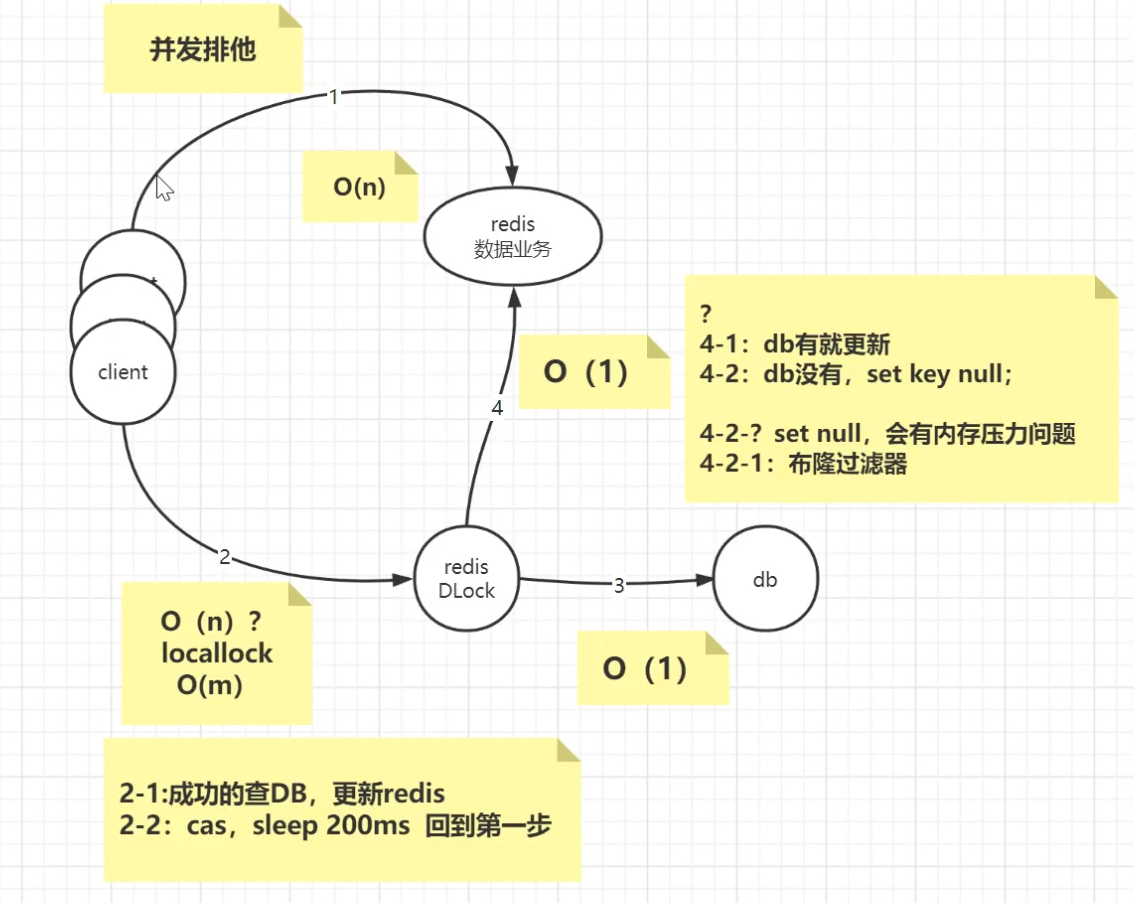 并发排他
1
O(n)
redis
数据业务
?
4-1：db有就更新
4-2：db没有，set key null；
4-2-? set null，会有内存压力问题
4-2-1：布隆过滤器
O（1）
4
client
2
redis
DLock
3
db
O（n）?
locallock
O(m)
O（1）
2-1:成功的查DB，更新redis
2-2：cas，sleep 200ms 回到第一步